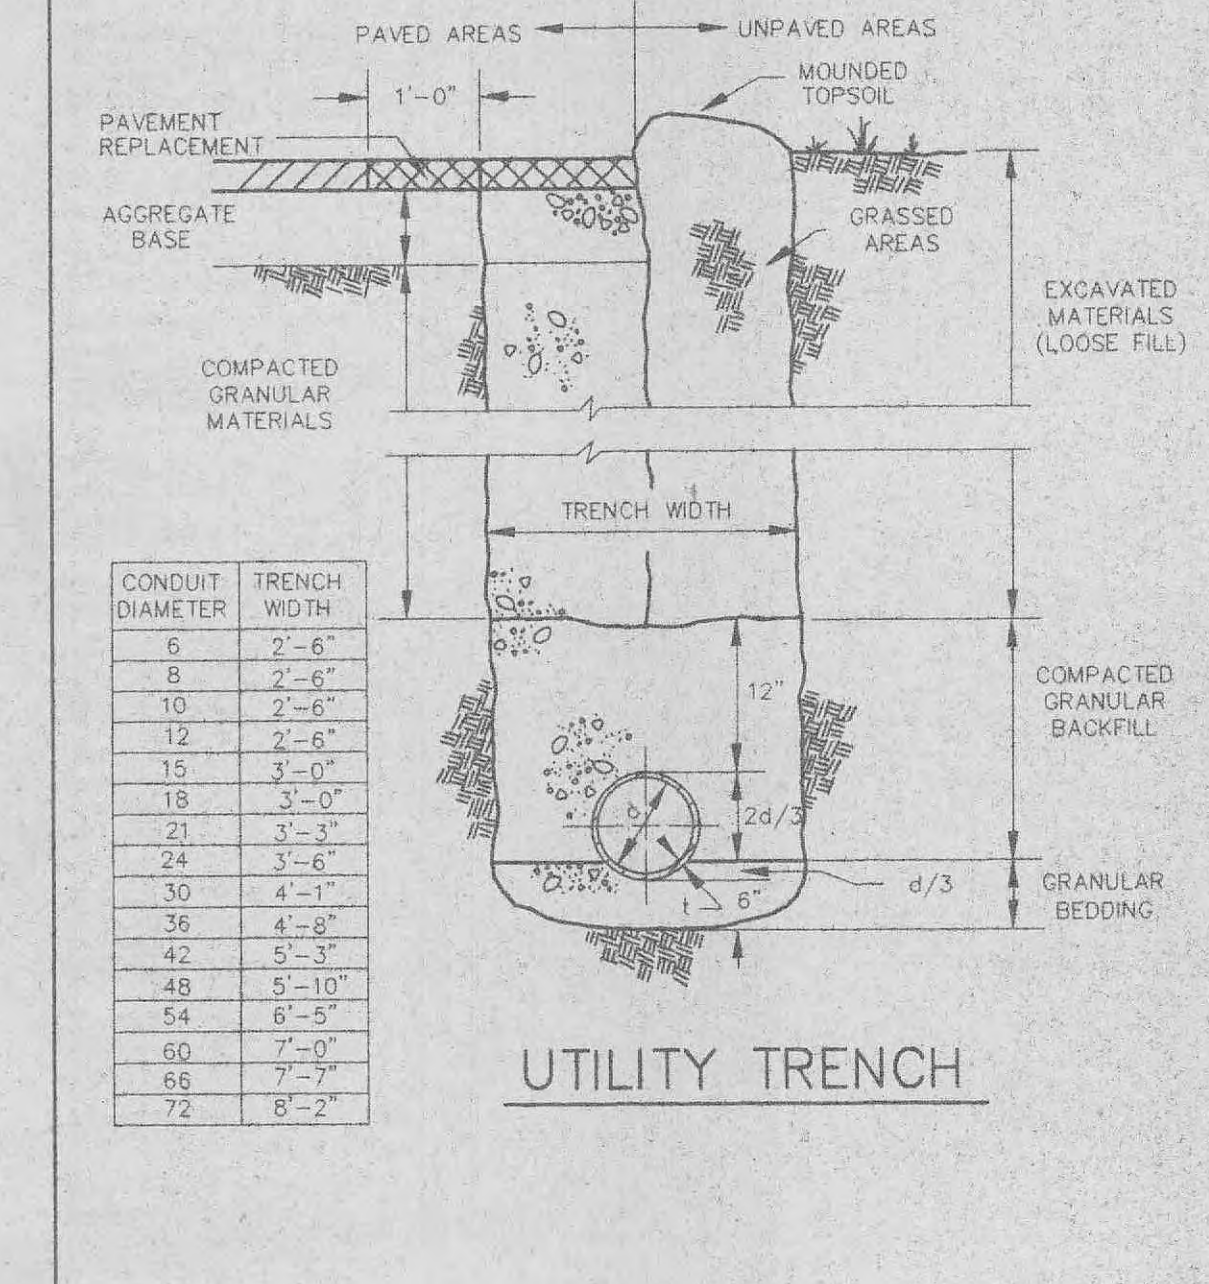 PAVED AREAS
UNPAVED AREAS
MOUNDED
TOPSOIL
1'-0"
PAVEMENT
REPLACEMENT
AGGREGATE
BASE
GRASSED
AREAS
EXCAVATED
MATERIALS
(LOOSE FILL)
COMPACTED
GRANULAR
MATERIALS
TRENCH WIDTH
CONDUIT DIAMETER TRENCH WIDTH
6 2'-6"
8 2'-6"
10 2'-6"
12 2'-6"
15 3'-0"
18 3'-0"
21 3'-3"
24 3'-6"
30 4'-1"
36 4'-8"
42 5'-3"
48 5'-10"
54 6'-5"
60 7'-0"
66 7'-7"
72 8'-2"
12"
COMPACTED
GRANULAR
BACKFILL
d
2d/3
d/3
t
6"
GRANULAR
BEDDING
UTILITY TRENCH